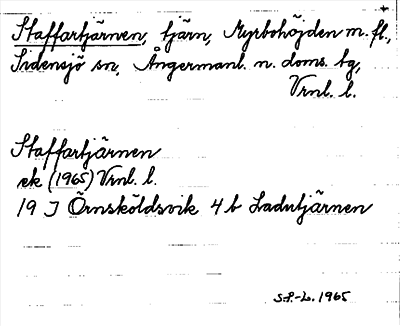 Staffartjärnen, tjärn, Myrbohöjden m. fl.,
Sidensjö sn, Ångermanl. n. doms. tg,
Vrnl. l.
Staffartjärnen
ek (1965) Vrnl. l.
19 J Örnsköldsvik 4 b Ladutjärnen
S.P.-L. 1965